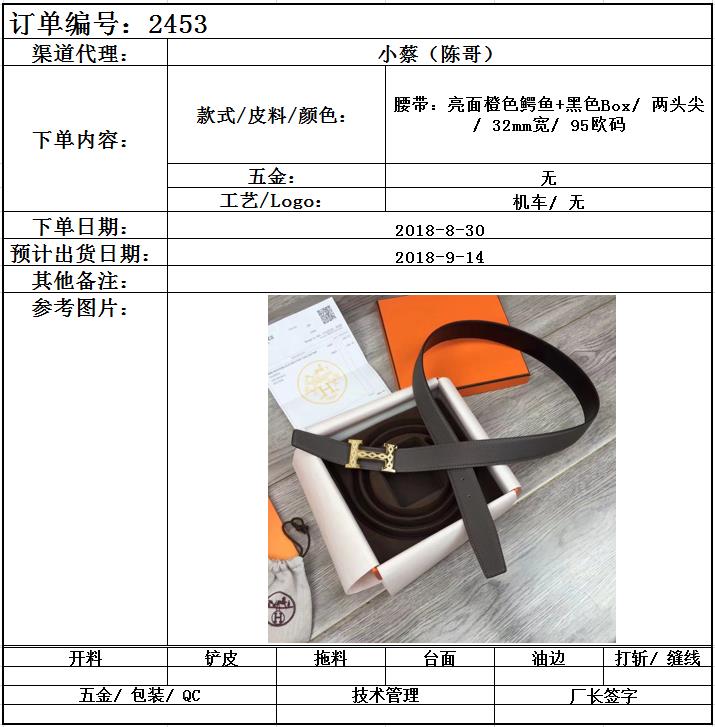 订单编号：2453
渠道代理：
小蔡（陈哥）
下单内容：
款式/皮料/颜色：
腰带：亮面橙色鳄鱼+黑色Box/ 两头尖
/ 32mm宽/ 95欧码
五金：
无
工艺/Logo：
机车/ 无
下单日期：
2018-8-30
预计出货日期：
2018-9-14
其他备注：
参考图片：
开料 铲皮 拖料 台面 油边 打斩/ 缝线
五金/ 包装/ QC 技术管理 厂长签字